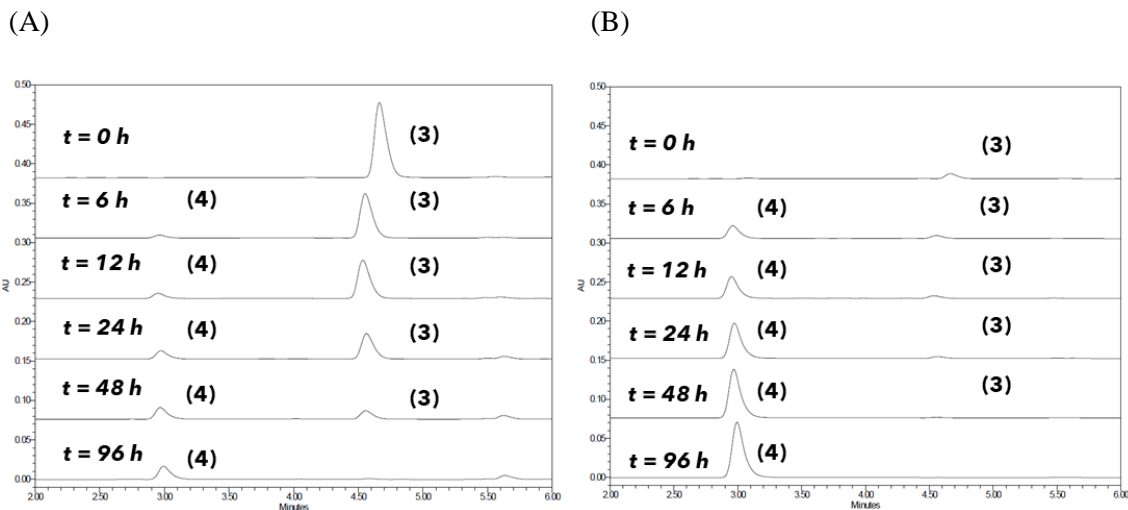 (A) (B)
0.50 0.50
t = 0 h (3) t = 0 h (3)
0.45 0.45
0.40 0.40
t = 6 h (4) (3) t = 6 h (4) (3)
0.35 0.35
0.30 0.30
t = 12 h (4) (3) t = 12 h (4) (3)
0.25 0.25
AU AU
0.20 0.20
t = 24 h (4) (3) t = 24 h (4) (3)
0.15 0.15
t = 48 h (4) (3) t = 48 h (4) (3)
0.10 0.10
0.05 0.05
t = 96 h (4) t = 96 h (4)
0.00 0.00
2.00 2.50 3.00 3.50 4.00 4.50 5.00 5.50 6.00 2.00 2.50 3.00 3.50 4.00 4.50 5.00 5.50 6.00
Minutes Minutes